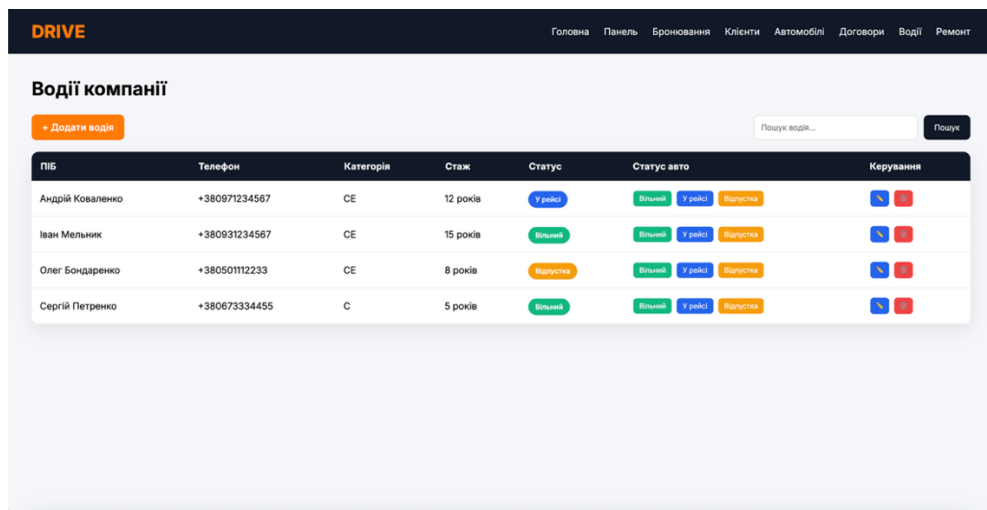 DRIVE Головна Панель Бронювання Клієнти Автомобілі Договори Водії Ремонт
Водії компанії
+ Додати водія Пошук водія... Пошук
ПІБ Телефон Категорія Стаж Статус Статус авто Керування
Андрій Коваленко +380971234567 CE 12 років У рейсі Вільний У рейсі Відпустка
Іван Мельник +380931234567 CE 15 років Вільний Вільний У рейсі Відпустка
Олег Бондаренко +380501112233 CE 8 років Відпустка Вільний У рейсі Відпустка
Сергій Петренко +380673334455 C 5 років Вільний Вільний У рейсі Відпустка